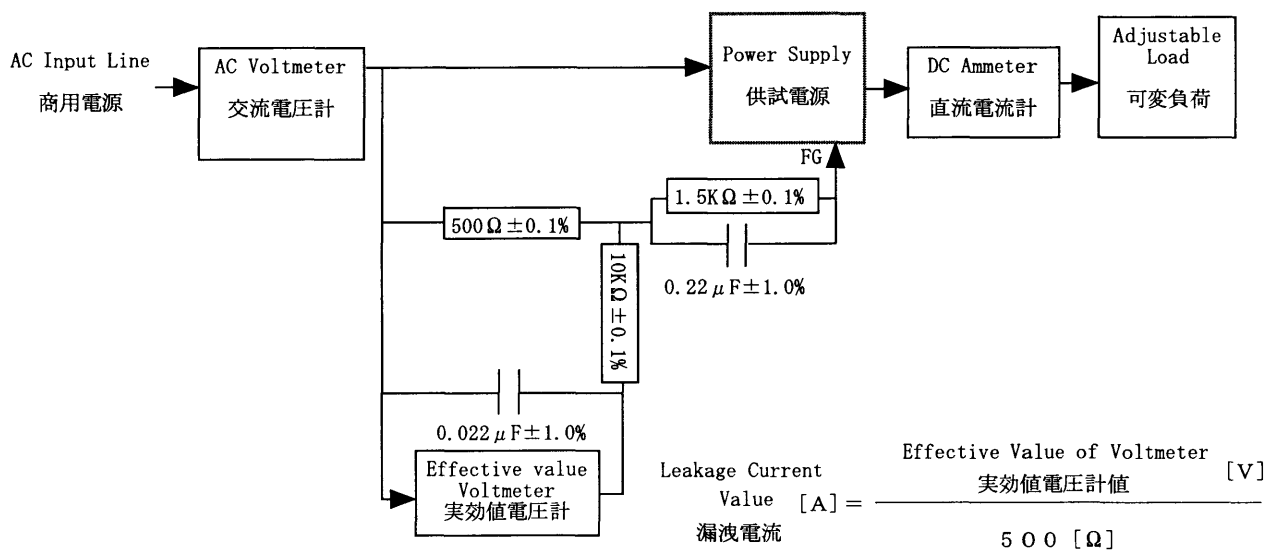 AC Input Line
商用電源
AC Voltmeter
交流電圧計
Power Supply
供試電源
DC Ammeter
直流電流計
Adjustable
Load
可変負荷
FG
1.5KΩ±0.1%
500Ω±0.1%
0.22μF±1.0%
10KΩ±0.1%
0.022μF±1.0%
Effective value
Voltmeter
実効値電圧計
Leakage Current
Value [A] =
漏洩電流
Effective Value of Voltmeter
実効値電圧計値 [V]
500 [Ω]